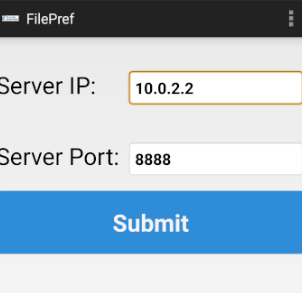 FilePref
Server IP: 10.0.2.2
Server Port: 8888
Submit